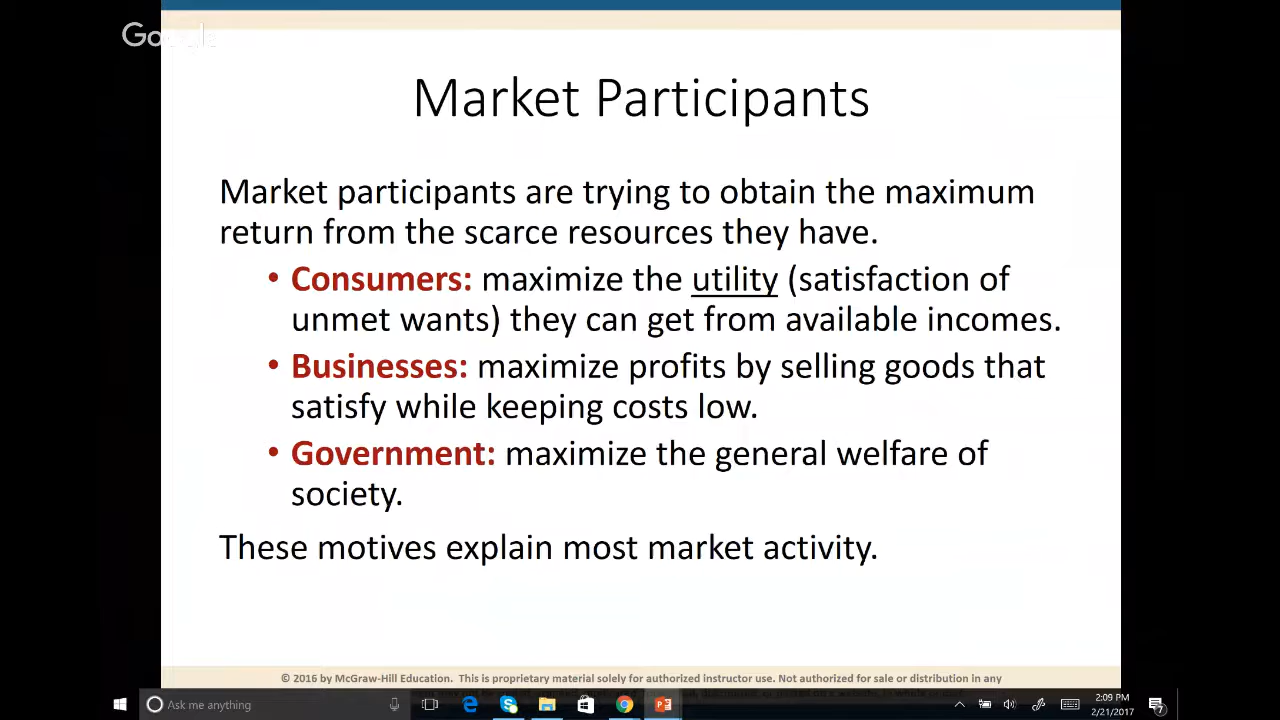 Google
Market Participants
Market participants are trying to obtain the maximum
return from the scarce resources they have.
• Consumers: maximize the utility (satisfaction of
unmet wants) they can get from available incomes.
• Businesses: maximize profits by selling goods that
satisfy while keeping costs low.
• Government: maximize the general welfare of
society.
These motives explain most market activity.
© 2016 by McGraw-Hill Education. This is proprietary material solely for authorized instructor use. Not authorized for sale or distribution in any
Ask me anything
2:09 PM
2/21/2017
7